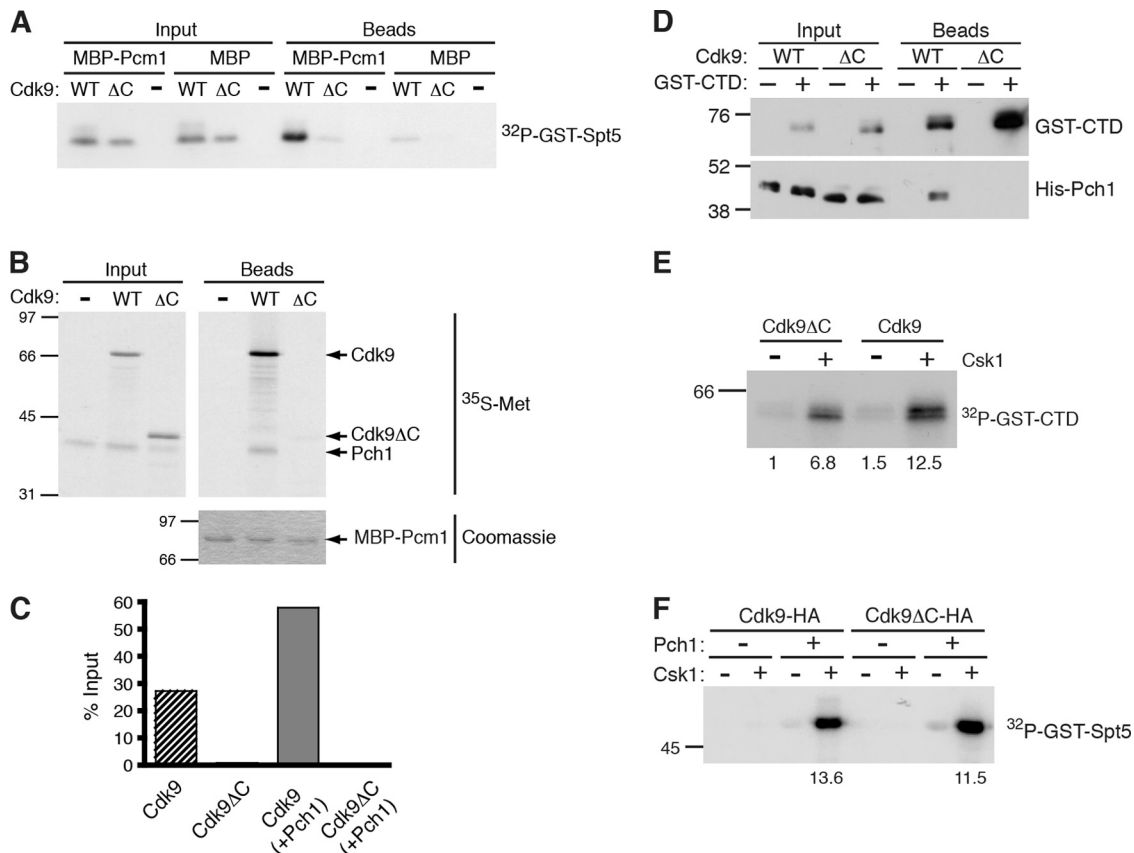 A
Input Beads
MBP-Pcm1 MBP MBP-Pcm1 MBP
Cdk9: WT ΔC - WT ΔC - WT ΔC - WT ΔC -
32P-GST-Spt5
B
Input Beads
Cdk9: - WT ΔC - WT ΔC
97
66
45
31
Cdk9
Cdk9ΔC
Pch1
35S-Met
97
66
MBP-Pcm1
Coomassie
C
% Input
60
50
40
30
20
10
0
Cdk9
Cdk9ΔC
Cdk9
(+Pch1)
Cdk9ΔC
(+Pch1)
D
Input Beads
Cdk9: WT ΔC WT ΔC
GST-CTD: - + - + - + - +
76
GST-CTD
52
38
His-Pch1
E
Cdk9ΔC Cdk9
- + - + Csk1
66
32P-GST-CTD
1 6.8 1.5 12.5
F
Cdk9-HA Cdk9ΔC-HA
Pch1: - + - +
Csk1: - + - + - + - +
45
32P-GST-Spt5
13.6 11.5